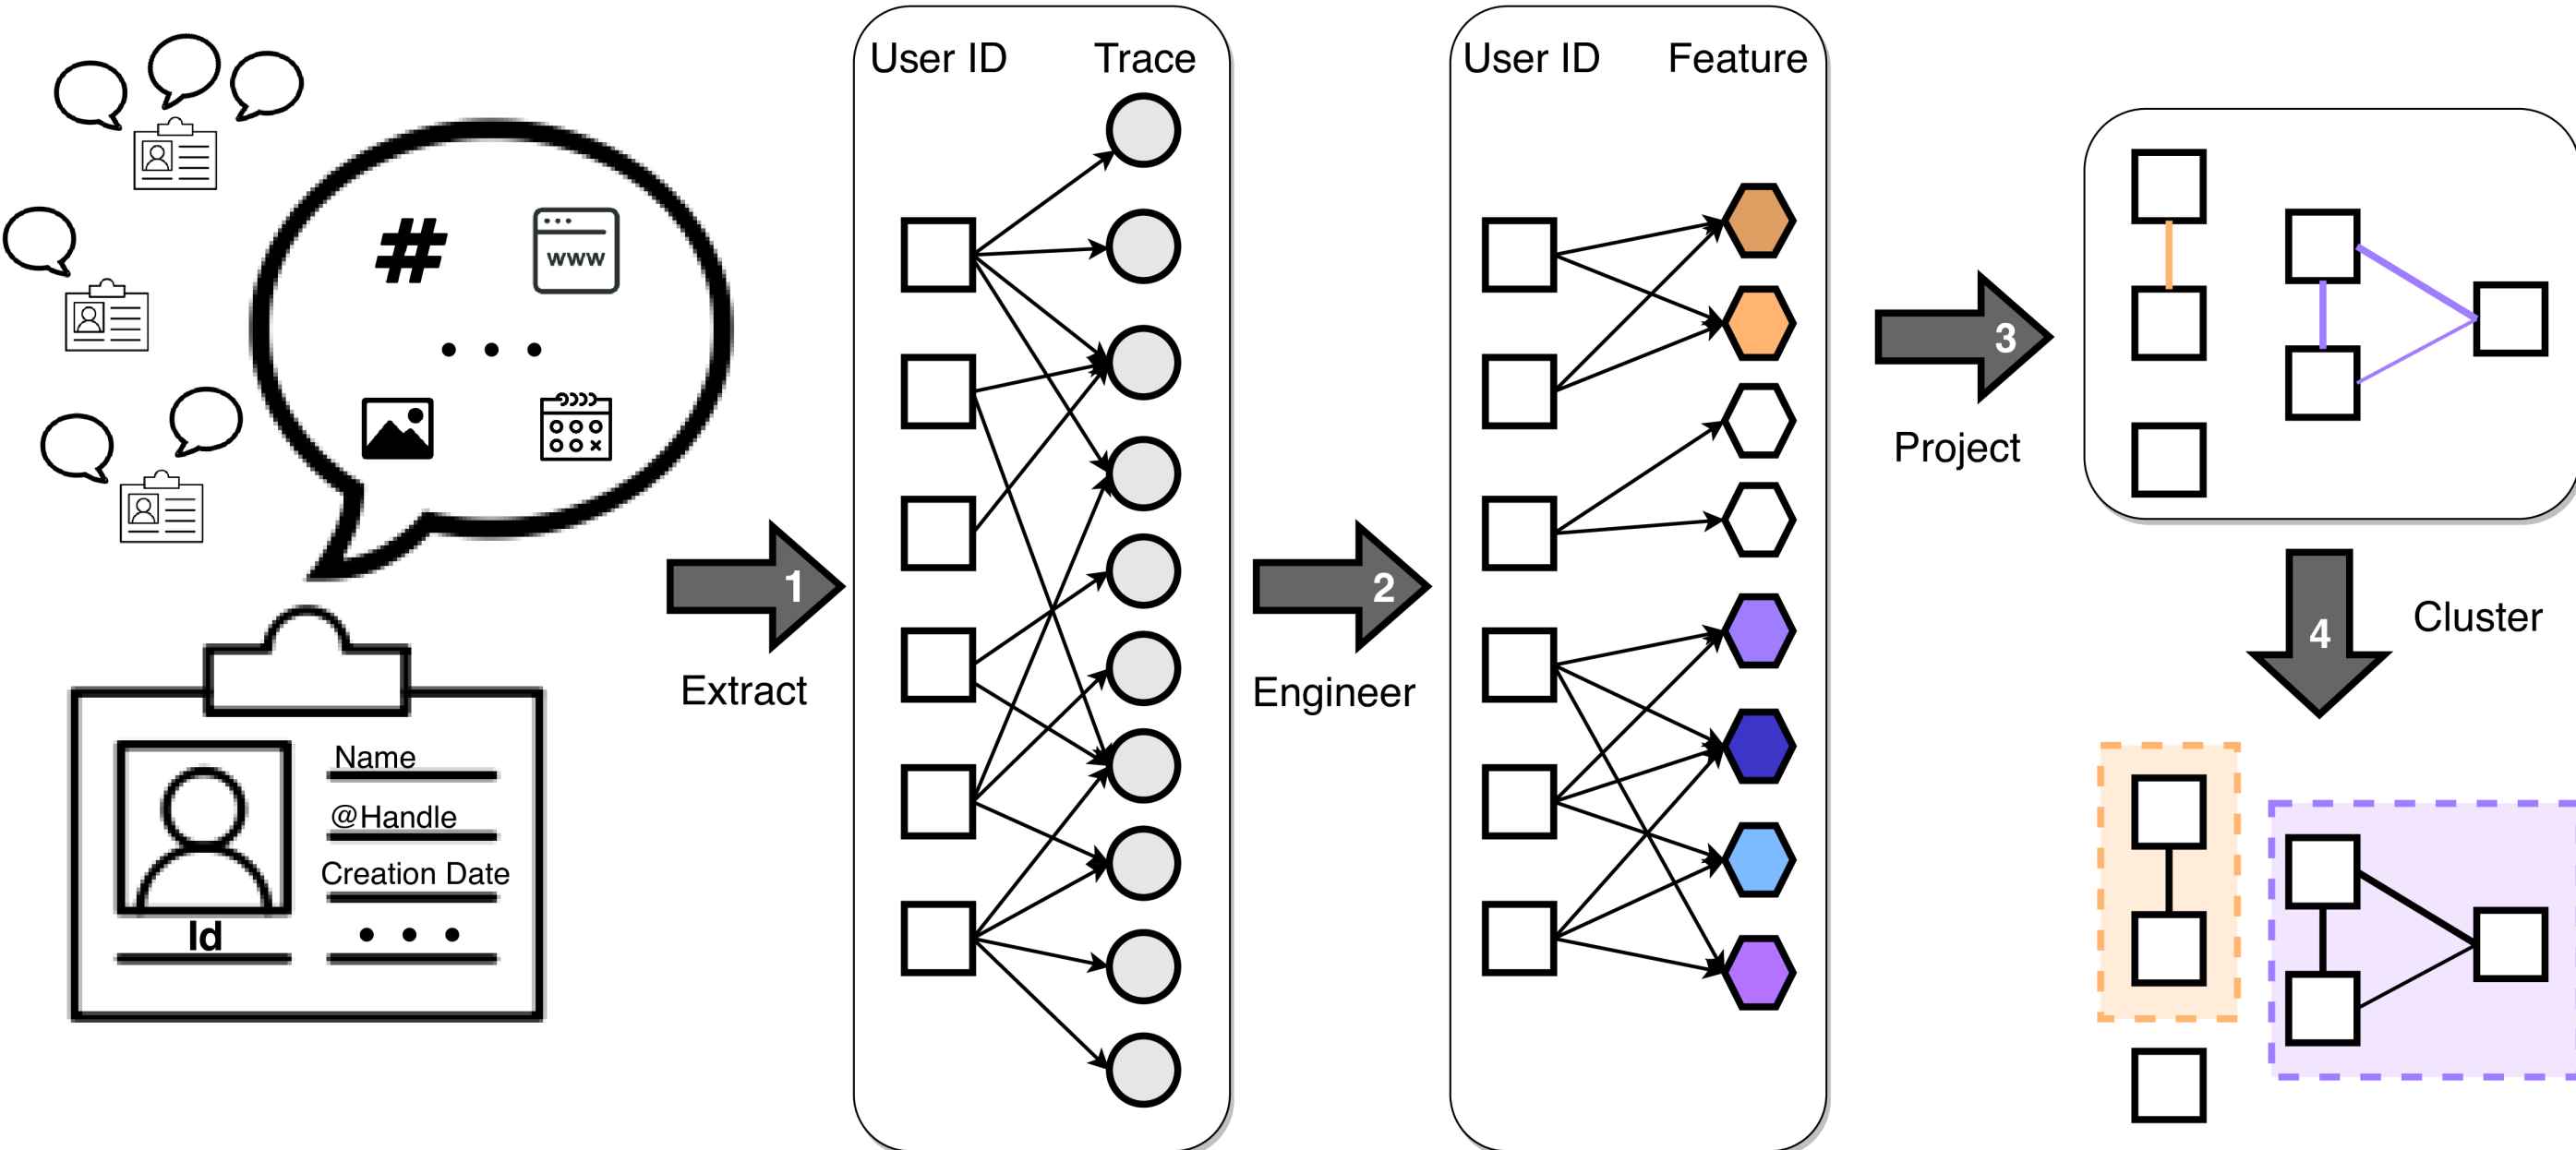 #
www
Name
@Handle
Creation Date
Id
1
Extract
User ID Trace
2
Engineer
User ID Feature
3
Project
4
Cluster